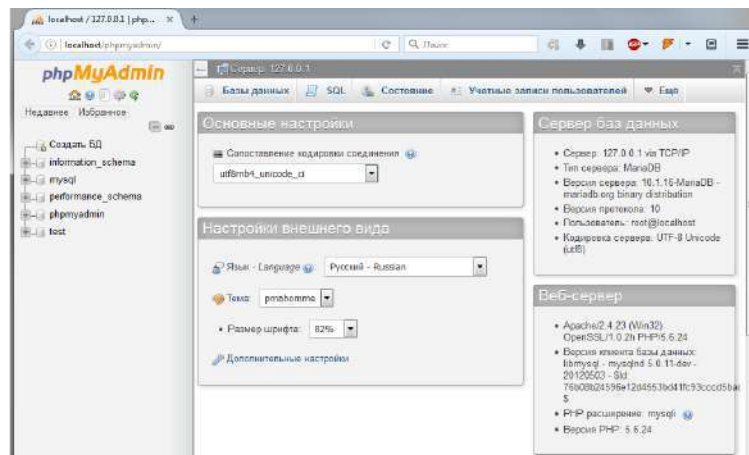 localhost / 127.0.0.1 | php...
localhost/phpmyadmin/
Поиск
phpMyAdmin
Недавнее Избранное
Создать БД
information_schema
mysql
performance_schema
phpmyadmin
test
Сервер: 127.0.0.1
Базы данных SQL Состояние Учетные записи пользователей Ещё
Основные настройки
Сопоставление кодировки соединения
utf8mb4_unicode_ci
Настройки внешнего вида
Язык - Language Русский - Russian
Тема: pmahomme
Размер шрифта: 82%
Дополнительные настройки
Сервер баз данных
Сервер: 127.0.0.1 via TCP/IP
Тип сервера: MariaDB
Версия сервера: 10.1.16-MariaDB -
mariadb.org binary distribution
Версия протокола: 10
Пользователь: root@localhost
Кодировка сервера: UTF-8 Unicode
(utf8)
Веб-сервер
Apache/2.4.23 (Win32)
OpenSSL/1.0.2h PHP/5.6.24
Версия клиента базы данных:
libmysql - mysqlnd 5.0.11-dev -
20120503 - $Id:
$
PHP расширение: mysqli
Версия PHP: 5.6.24